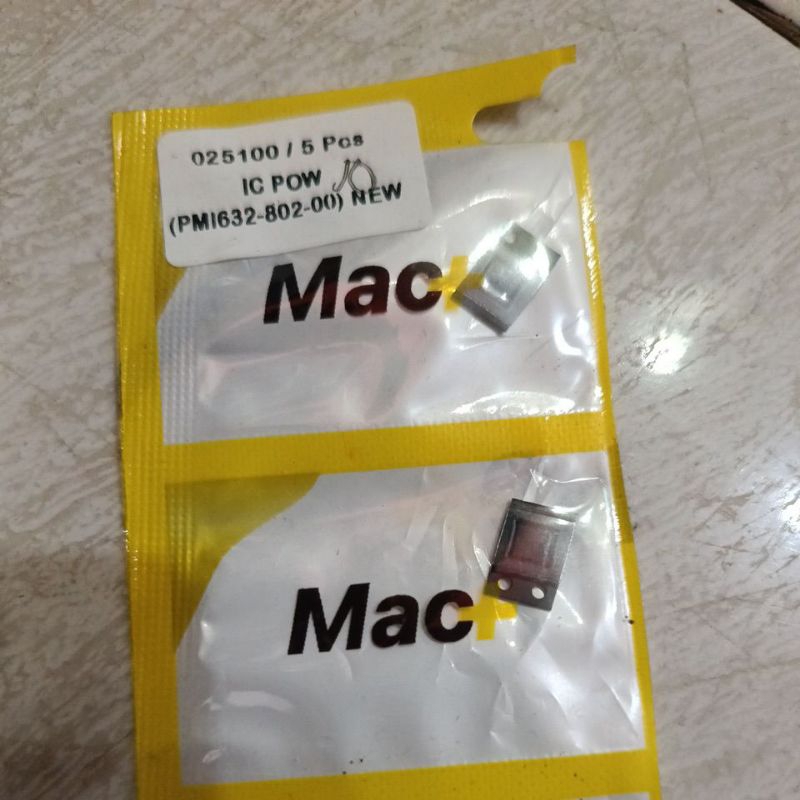 025100 / 5 Pcs
IC POW
(PMI632-802-00) NEW
Mac+
Mac+